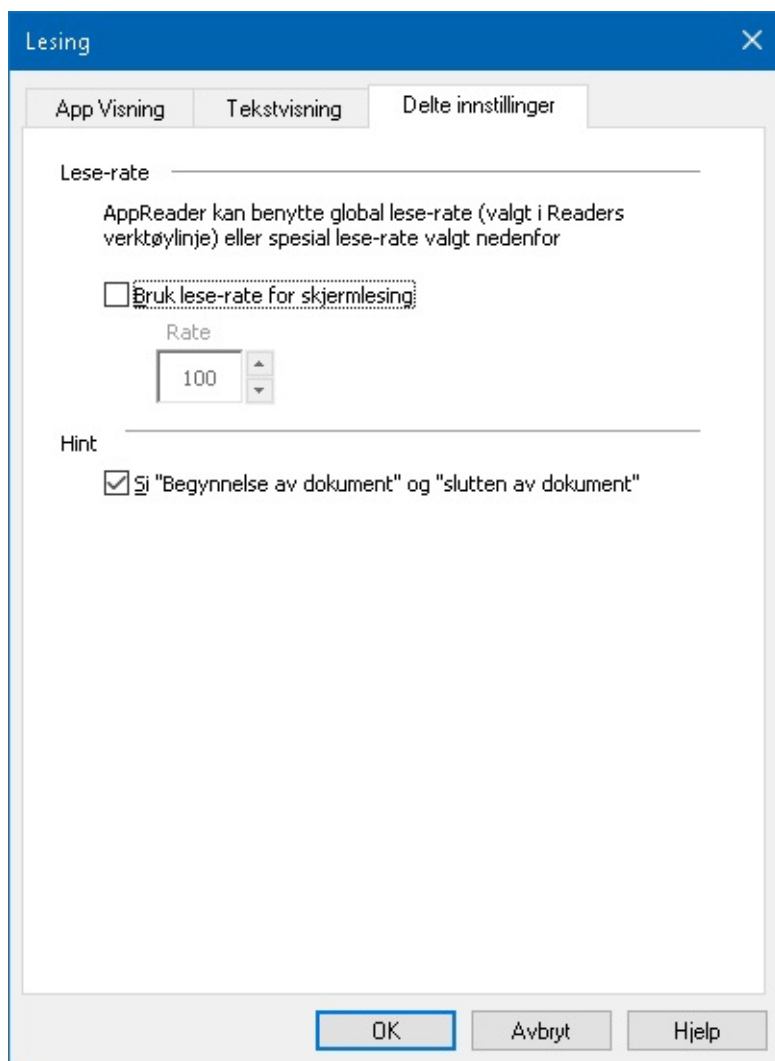 Lesing
App Visning
Tekstvisning
Delte innstillinger
Lese-rate
AppReader kan benytte global lese-rate (valgt i Readers
verktøylinje) eller spesial lese-rate valgt nedenfor
Bruk lese-rate for skjermlesing
Rate
100
Hint
Si "Begynnelse av dokument" og "slutten av dokument"
OK
Avbryt
Hjelp